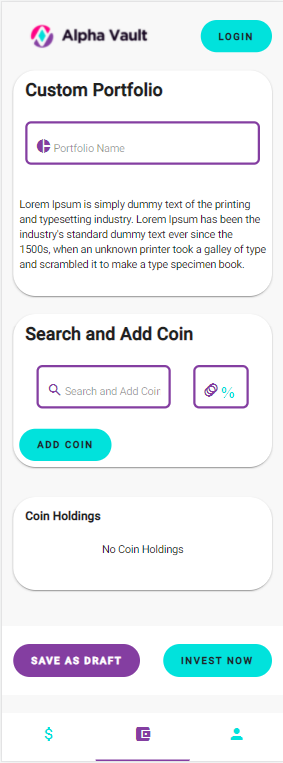 Alpha Vault
LOGIN
Custom Portfolio
Portfolio Name
Lorem Ipsum is simply dummy text of the printing
and typesetting industry. Lorem Ipsum has been the
industry's standard dummy text ever since the
1500s, when an unknown printer took a galley of type
and scrambled it to make a type specimen book.
Search and Add Coin
Search and Add Coin
%
ADD COIN
Coin Holdings
No Coin Holdings
SAVE AS DRAFT
INVEST NOW
$